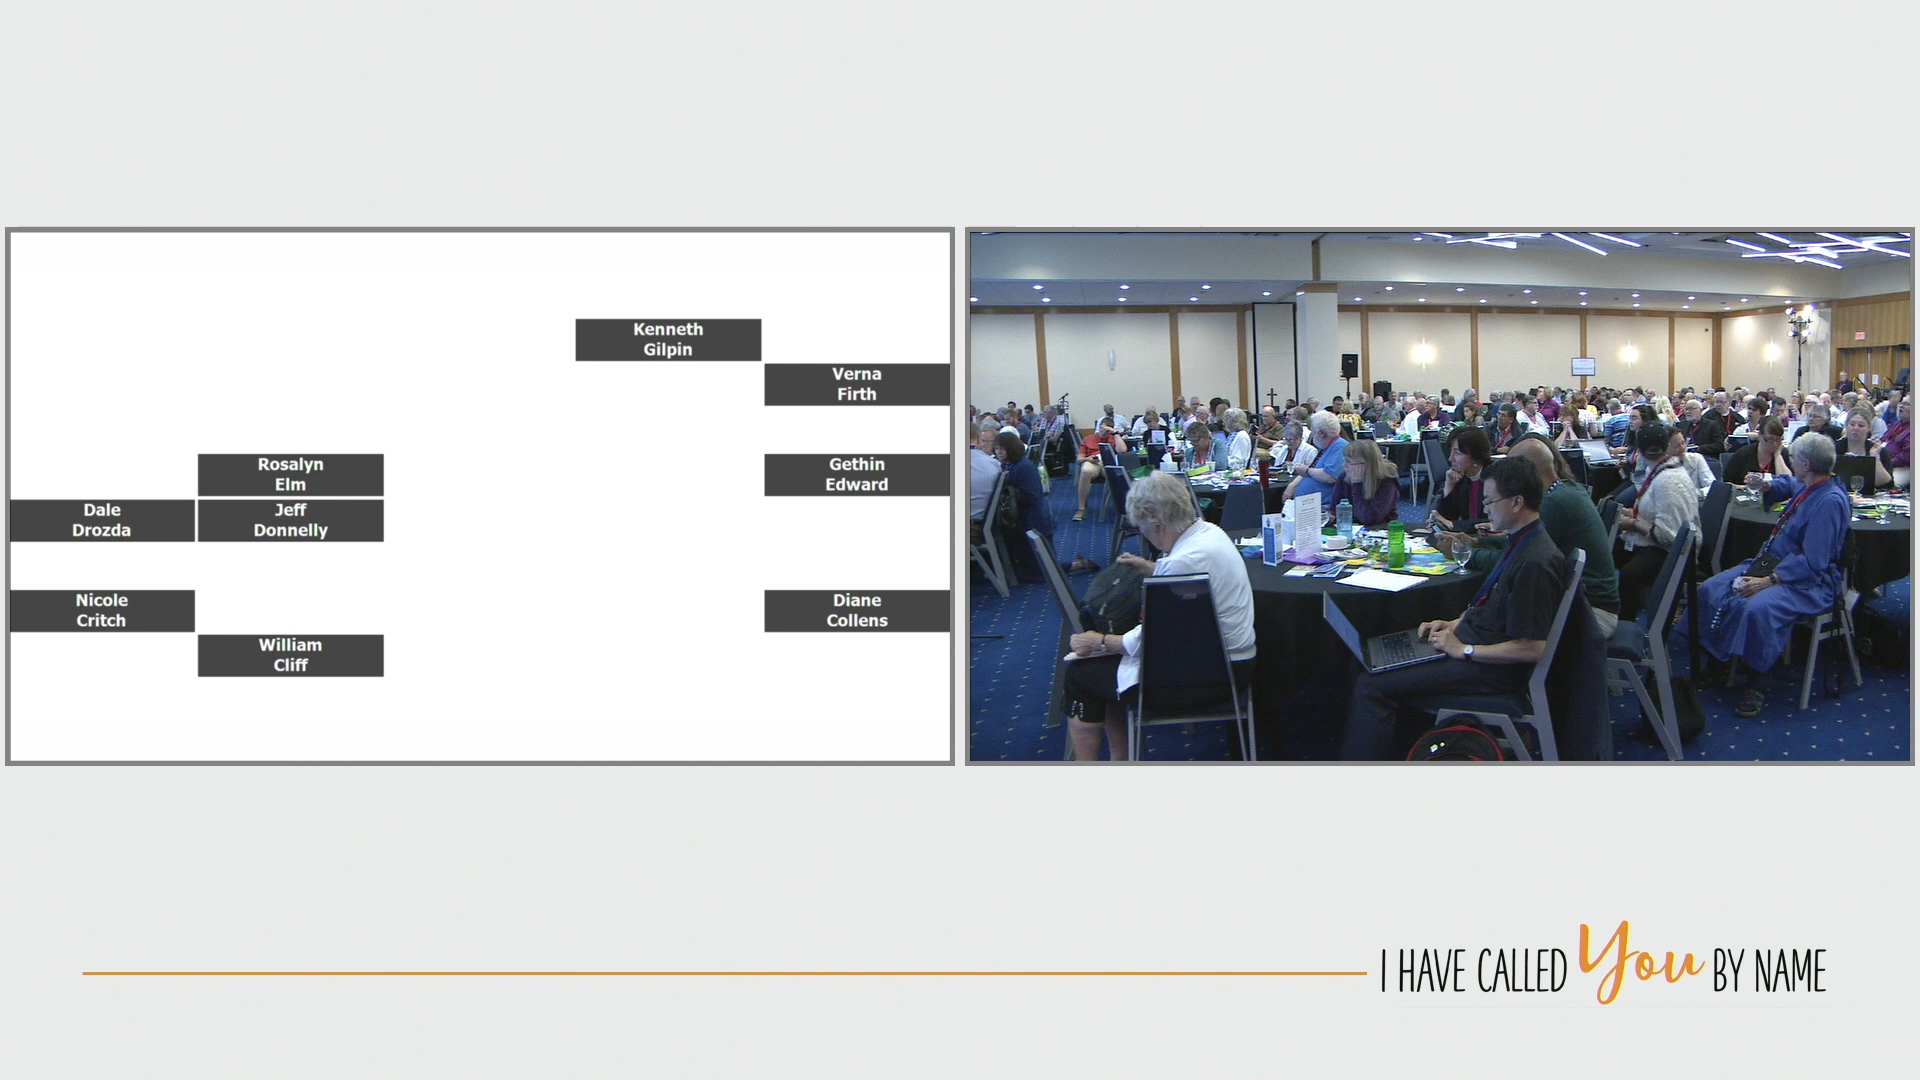 Kenneth
Gilpin
Verna
Firth
Rosalyn
Elm
Gethin
Edward
Dale
Drozda
Jeff
Donnelly
Nicole
Critch
Diane
Collens
William
Cliff
I HAVE CALLED You BY NAME